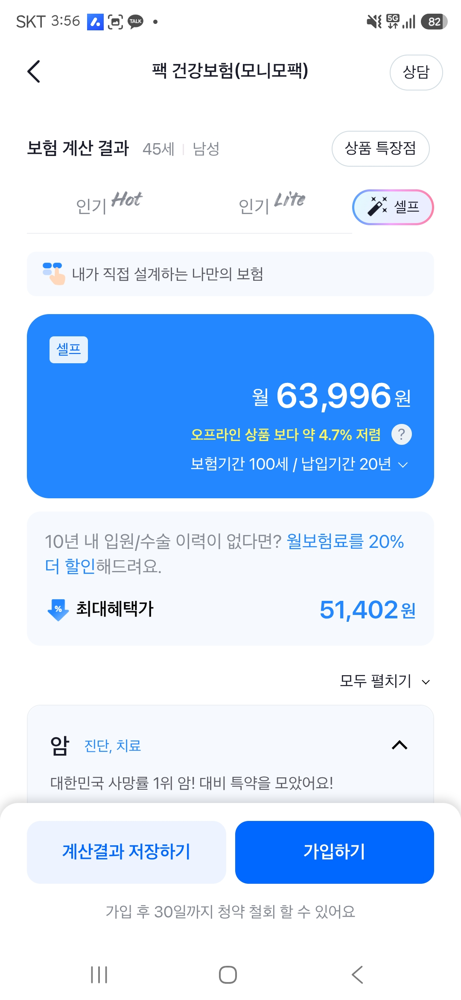 SKT 3:56 TALK 5G 82
팩 건강보험(모니모팩)
상담
보험 계산 결과 45세 남성
상품 특장점
인기 Hot
인기 Lite
셀프
내가 직접 설계하는 나만의 보험
셀프
월 63,996원
오프라인 상품 보다 약 4.7% 저렴 ?
보험기간 100세 / 납입기간 20년
10년 내 입원/수술 이력이 없다면? 월보험료를 20%
더 할인해드려요.
% 최대혜택가 51,402원
모두 펼치기
암 진단, 치료
대한민국 사망률 1위 암! 대비 특약을 모았어요!
계산결과 저장하기
가입하기
가입 후 30일까지 청약 철회 할 수 있어요